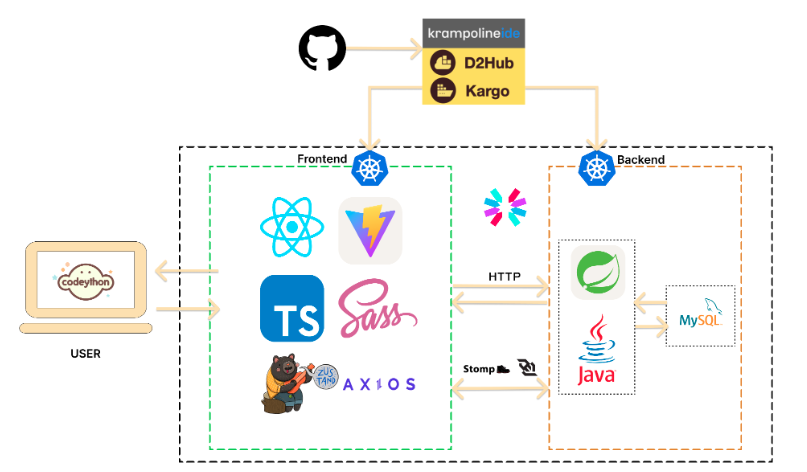 krampolineide
D2Hub
Kargo
Frontend
Backend
codeython
HTTP
TS
Sass
MySQL
Java
ZUS
TAND
AXIOS
Stomp
USER